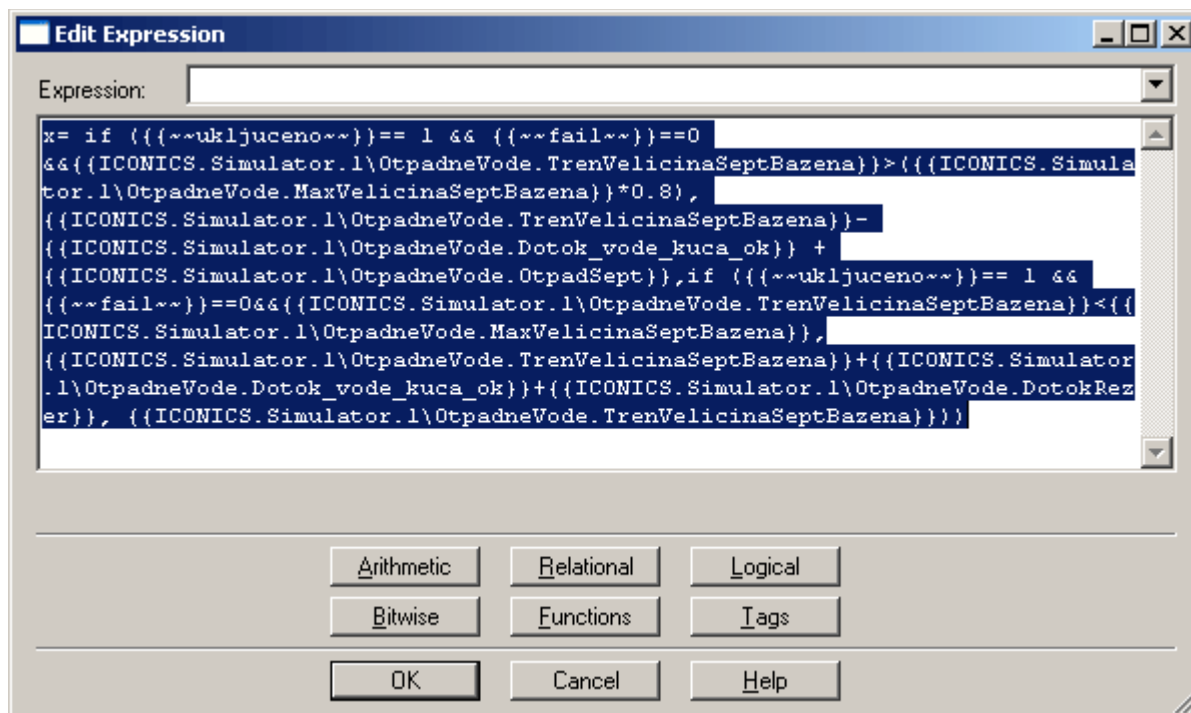 Edit Expression
Expression:
x= if ({{~~ukljuceno~~}}== 1 && {{~~fail~~}}==0
&&{{ICONICS.Simulator.1\OtpadneVode.TrenVelicinaSeptBazena}}>({{ICONICS.Simula
tor.1\OtpadneVode.MaxVelicinaSeptBazena}}*0.8),
{{ICONICS.Simulator.1\OtpadneVode.TrenVelicinaSeptBazena}}-
{{ICONICS.Simulator.1\OtpadneVode.Dotok_vode_kuca_ok}} +
{{ICONICS.Simulator.1\OtpadneVode.OtpadSept}},if ({{~~ukljuceno~~}}== 1 &&
{{~~fail~~}}==0&&{{ICONICS.Simulator.1\OtpadneVode.TrenVelicinaSeptBazena}}<{{
ICONICS.Simulator.1\OtpadneVode.MaxVelicinaSeptBazena}},
{{ICONICS.Simulator.1\OtpadneVode.TrenVelicinaSeptBazena}}+{{ICONICS.Simulator
.1\OtpadneVode.Dotok_vode_kuca_ok}}+{{ICONICS.Simulator.1\OtpadneVode.DotokRez
er}}, {{ICONICS.Simulator.1\OtpadneVode.TrenVelicinaSeptBazena}}))
Arithmetic Relational Logical
Bitwise Functions Tags
OK Cancel Help